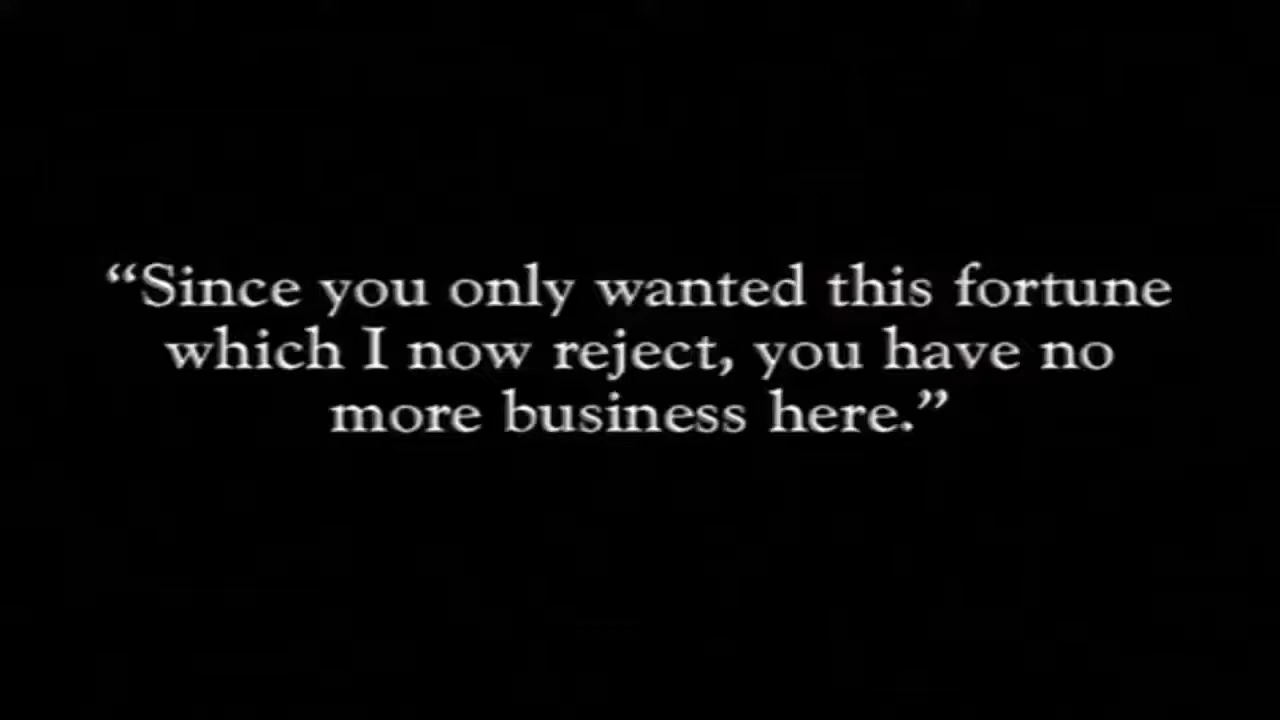 “Since you only wanted this fortune
which I now reject, you have no
more business here.”